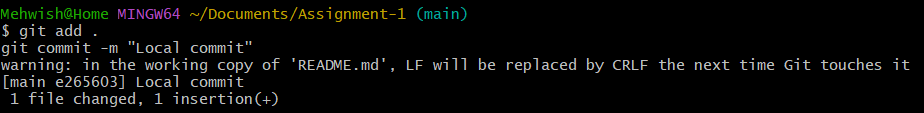 Mehwish@Home MINGW64 ~/Documents/Assignment-1 (main)
$ git add .
git commit -m "Local commit"
warning: in the working copy of 'README.md', LF will be replaced by CRLF the next time Git touches it
[main e265603] Local commit
 1 file changed, 1 insertion(+)